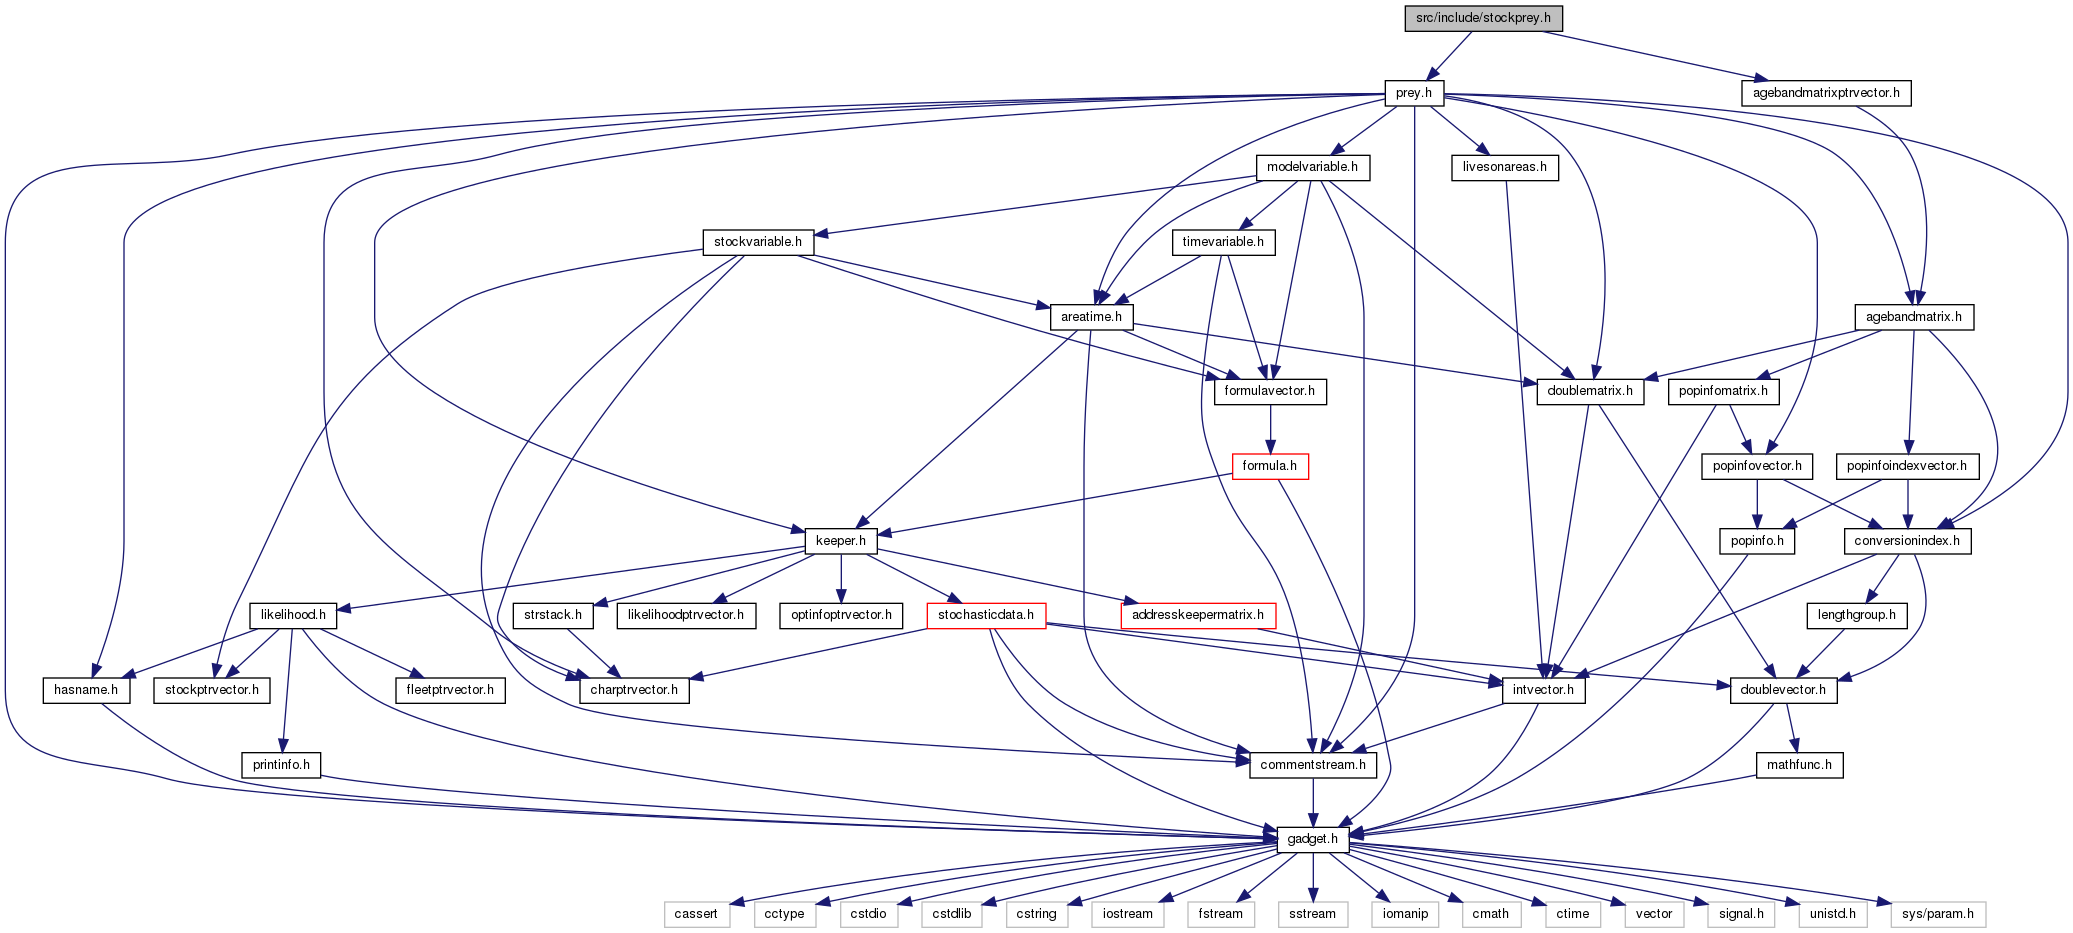 src/include/stockprey.h
prey.h
agebandmatrixptrvector.h
modelvariable.h
livesonareas.h
stockvariable.h
timevariable.h
areatime.h
agebandmatrix.h
formulavector.h
doublematrix.h
popinfomatrix.h
formula.h
popinfovector.h
popinfoindexvector.h
keeper.h
popinfo.h
conversionindex.h
likelihood.h
strstack.h
likelihoodptrvector.h
optinfoptrvector.h
stochasticdata.h
addresskeepermatrix.h
lengthgroup.h
hasname.h
stockptrvector.h
fleetptrvector.h
charptrvector.h
intvector.h
doublevector.h
printinfo.h
commentstream.h
mathfunc.h
gadget.h
cassert
cctype
cstdio
cstdlib
cstring
iostream
fstream
sstream
iomanip
cmath
ctime
vector
signal.h
unistd.h
sys/param.h